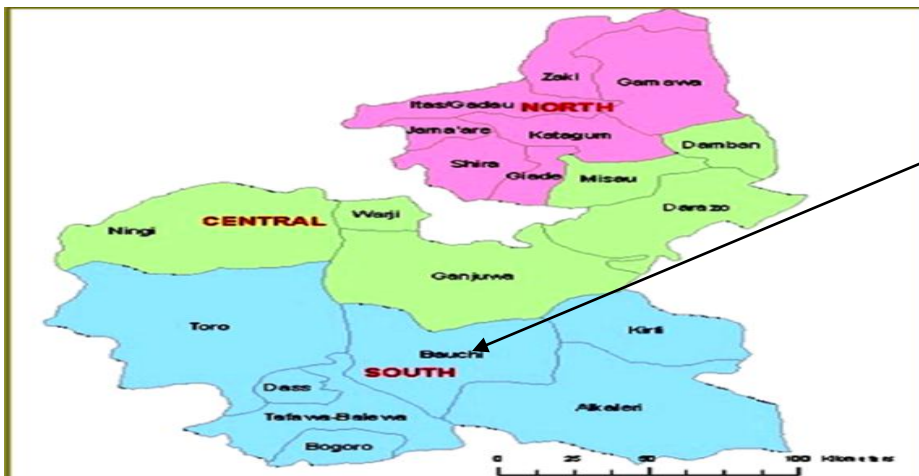 Zaki
Gamawa
Itas/Gadau
NORTH
Jama'are
Katagum
Damban
Shira
Giade
Misau
Darazo
Warji
CENTRAL
Ningi
Ganjuwa
Toro
Kirfi
Bauchi
SOUTH
Dass
Alkaleri
Tafawa-Balewa
Bogoro
0 25 50 100 Kilometers